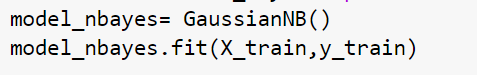 model_nbayes= GaussianNB()
model_nbayes.fit(X_train,y_train)